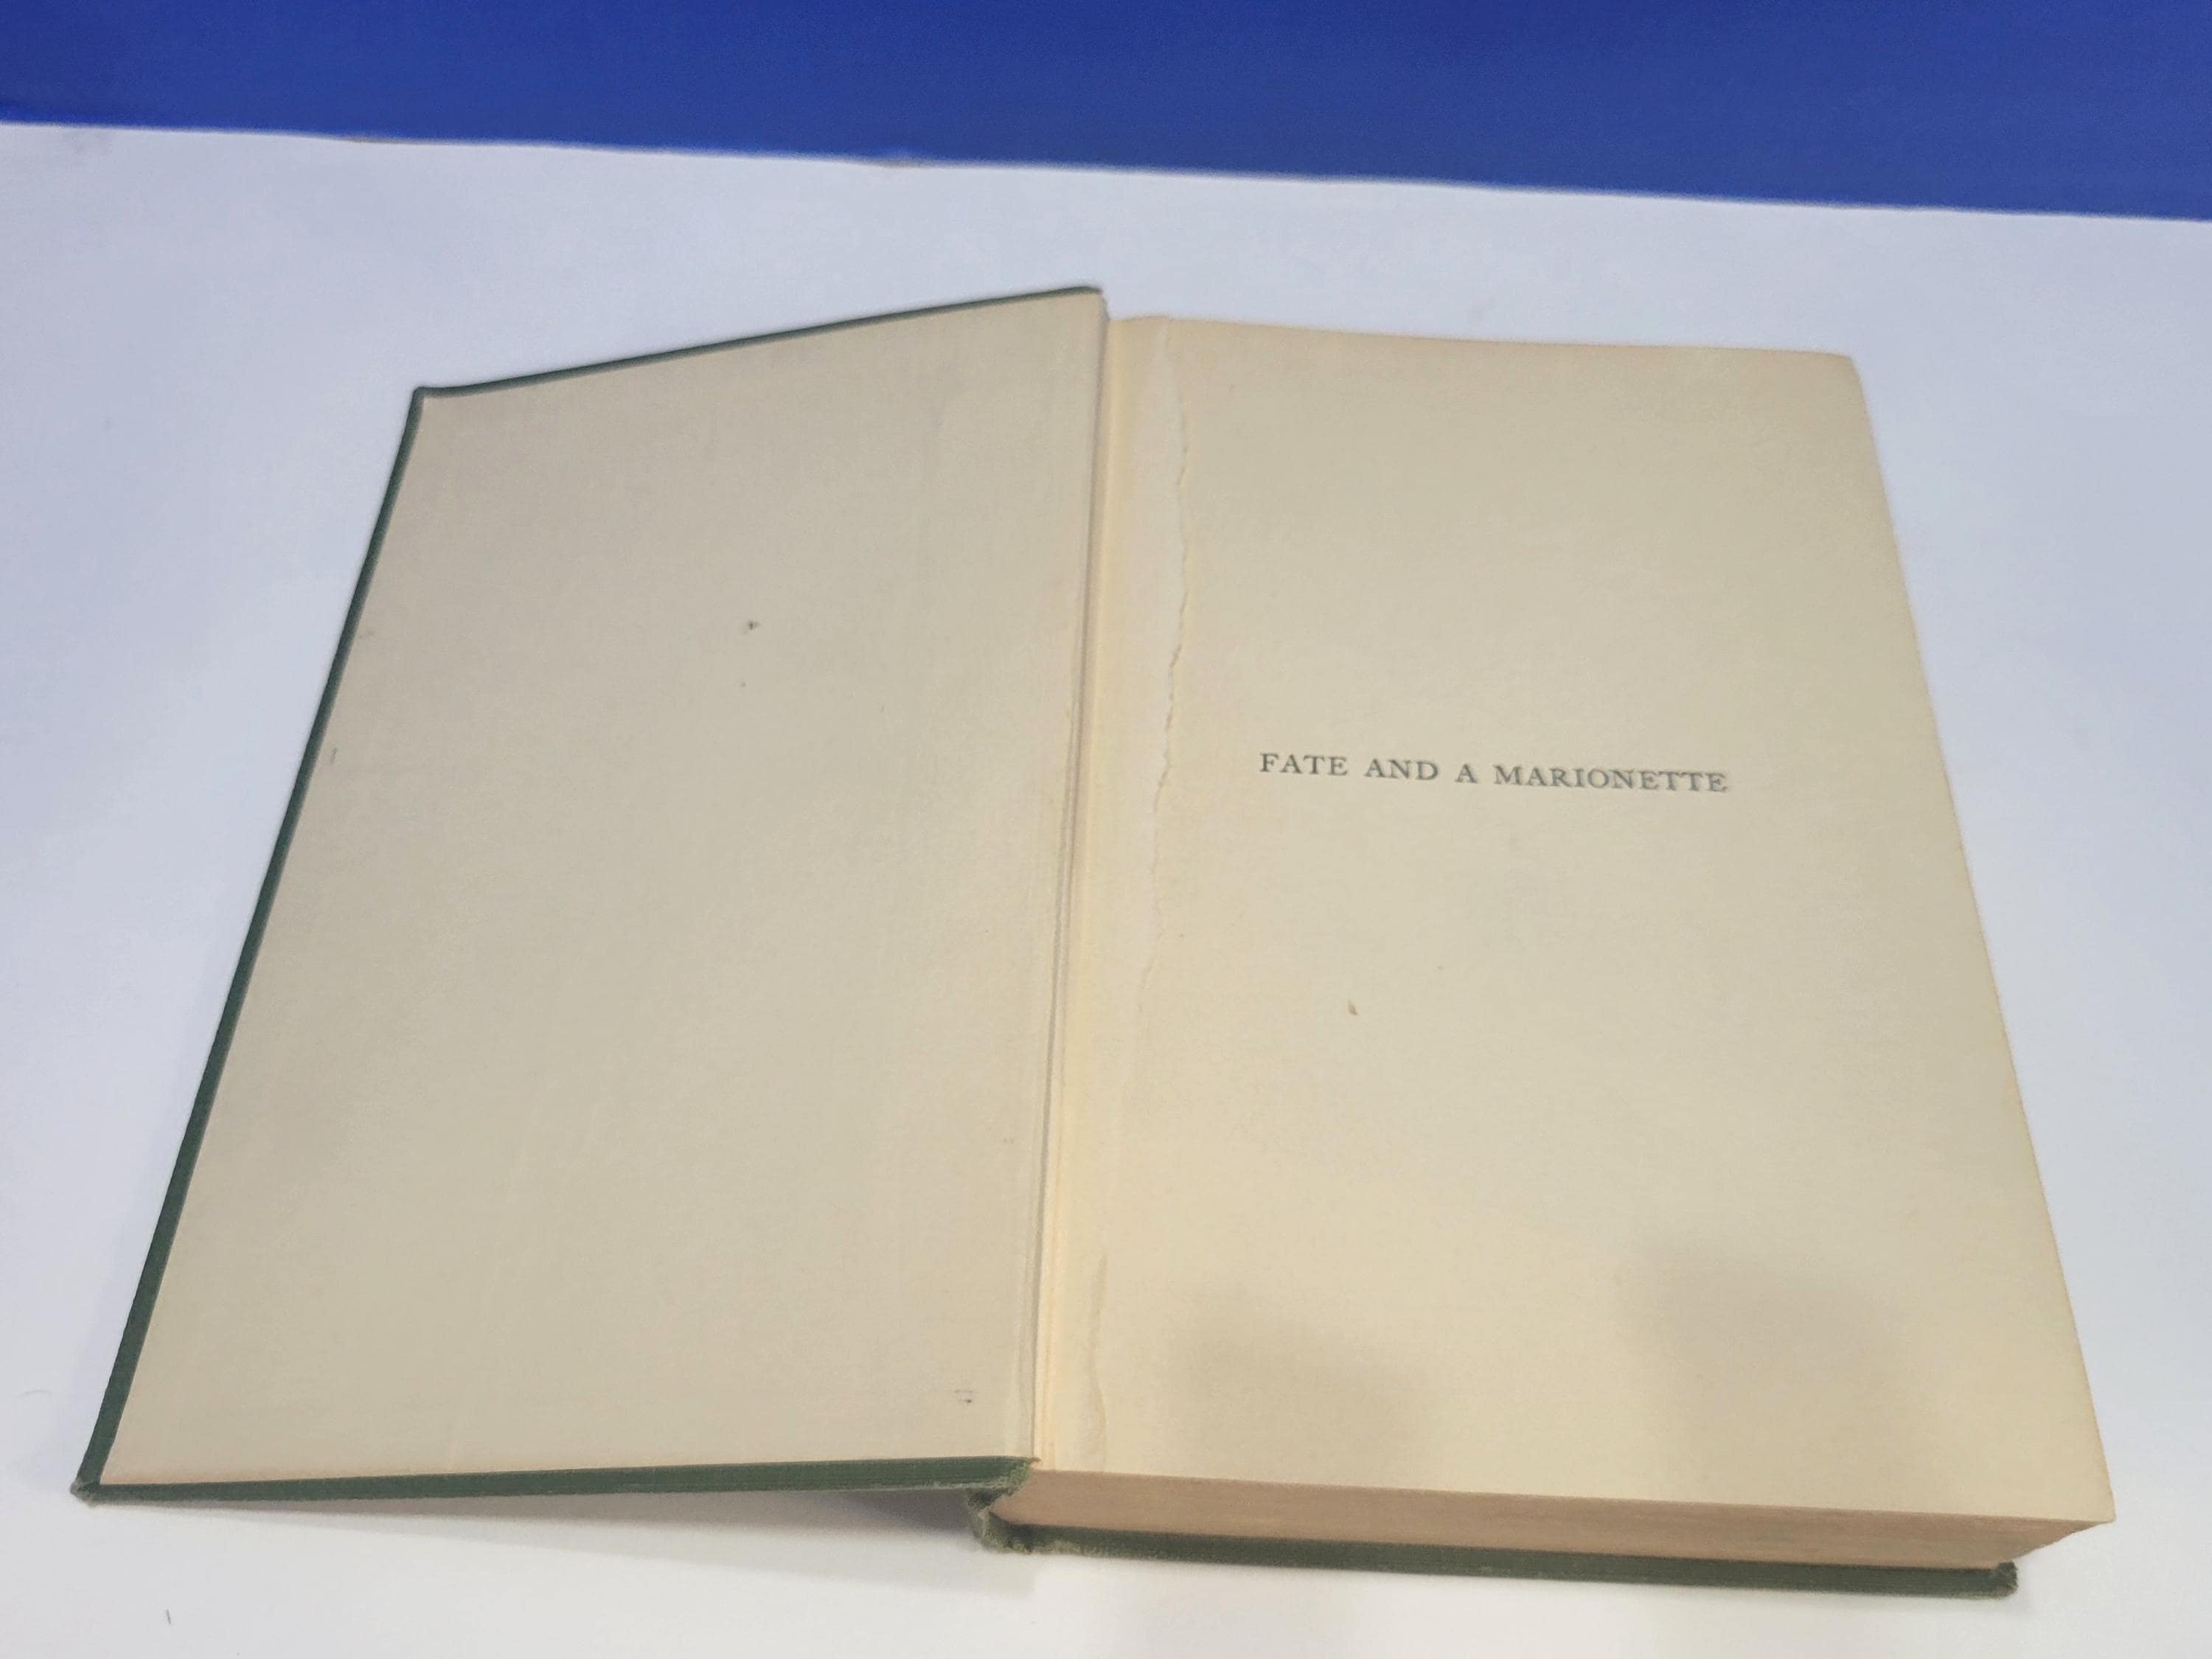 FATE AND A MARIONETTE